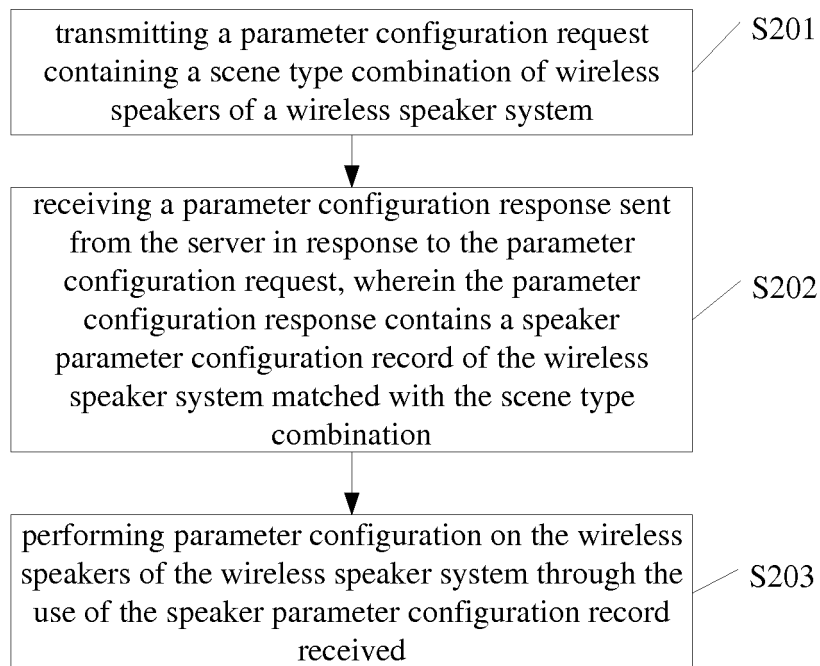 transmitting a parameter configuration request
containing a scene type combination of wireless
speakers of a wireless speaker system
S201
receiving a parameter configuration response sent
from the server in response to the parameter
configuration request, wherein the parameter
configuration response contains a speaker
parameter configuration record of the wireless
speaker system matched with the scene type
combination
S202
performing parameter configuration on the wireless
speakers of the wireless speaker system through the
use of the speaker parameter configuration record
received
S203